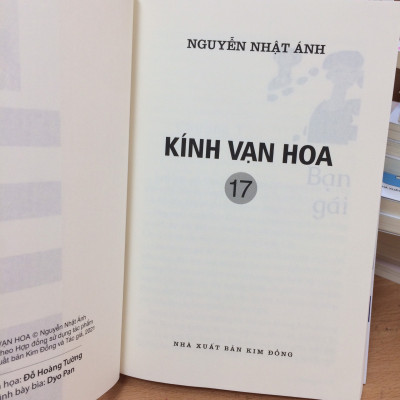 VẠN HOA © Nguyễn Nhật Ánh
theo Hợp đồng sử dụng tác phẩm
xuất bản Kim Đồng và Tác giả, 2021
họa: Đỗ Hoàng Tường
bày bìa: Dyo Pan
NGUYỄN NHẬT ÁNH
KÍNH VẠN HOA
17
Bạn
gái
NHÀ XUẤT BẢN KIM ĐỒNG